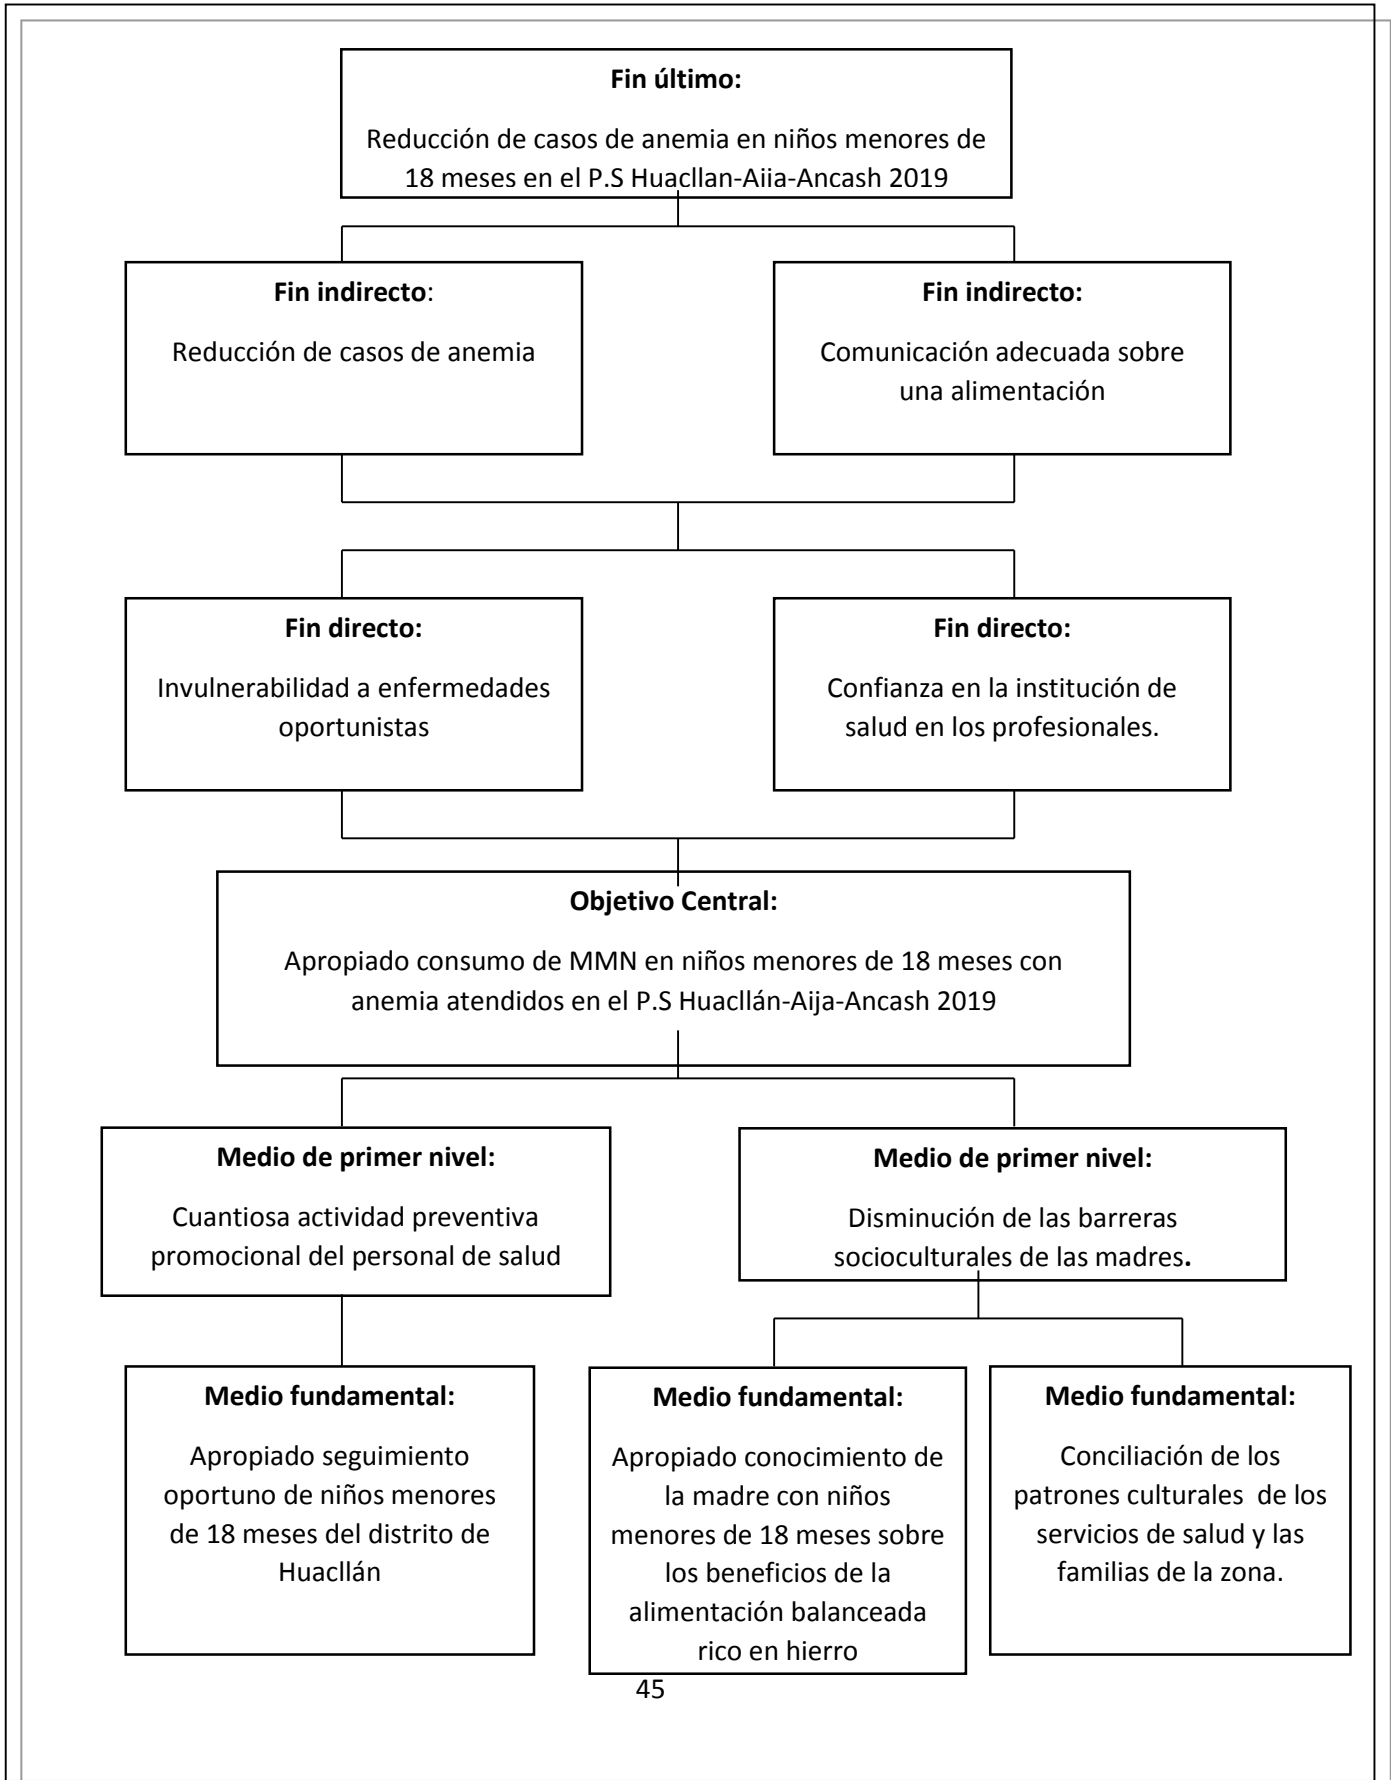 Fin último:
Reducción de casos de anemia en niños menores de
18 meses en el P.S Huacllan-Aiia-Ancash 2019
Fin indirecto:
Reducción de casos de anemia
Fin indirecto:
Comunicación adecuada sobre
una alimentación
Fin directo:
Invulnerabilidad a enfermedades
oportunistas
Fin directo:
Confianza en la institución de
salud en los profesionales.
Objetivo Central:
Apropiado consumo de MMN en niños menores de 18 meses con
anemia atendidos en el P.S Huacllán-Aija-Ancash 2019
Medio de primer nivel:
Cuantiosa actividad preventiva
promocional del personal de salud
Medio de primer nivel:
Disminución de las barreras
socioculturales de las madres.
Medio fundamental:
Apropiado seguimiento
oportuno de niños menores
de 18 meses del distrito de
Huacllán
Medio fundamental:
Apropiado conocimiento de
la madre con niños
menores de 18 meses sobre
los beneficios de la
alimentación balanceada
rico en hierro
Medio fundamental:
Conciliación de los
patrones culturales  de los
servicios de salud y las
familias de la zona.
45